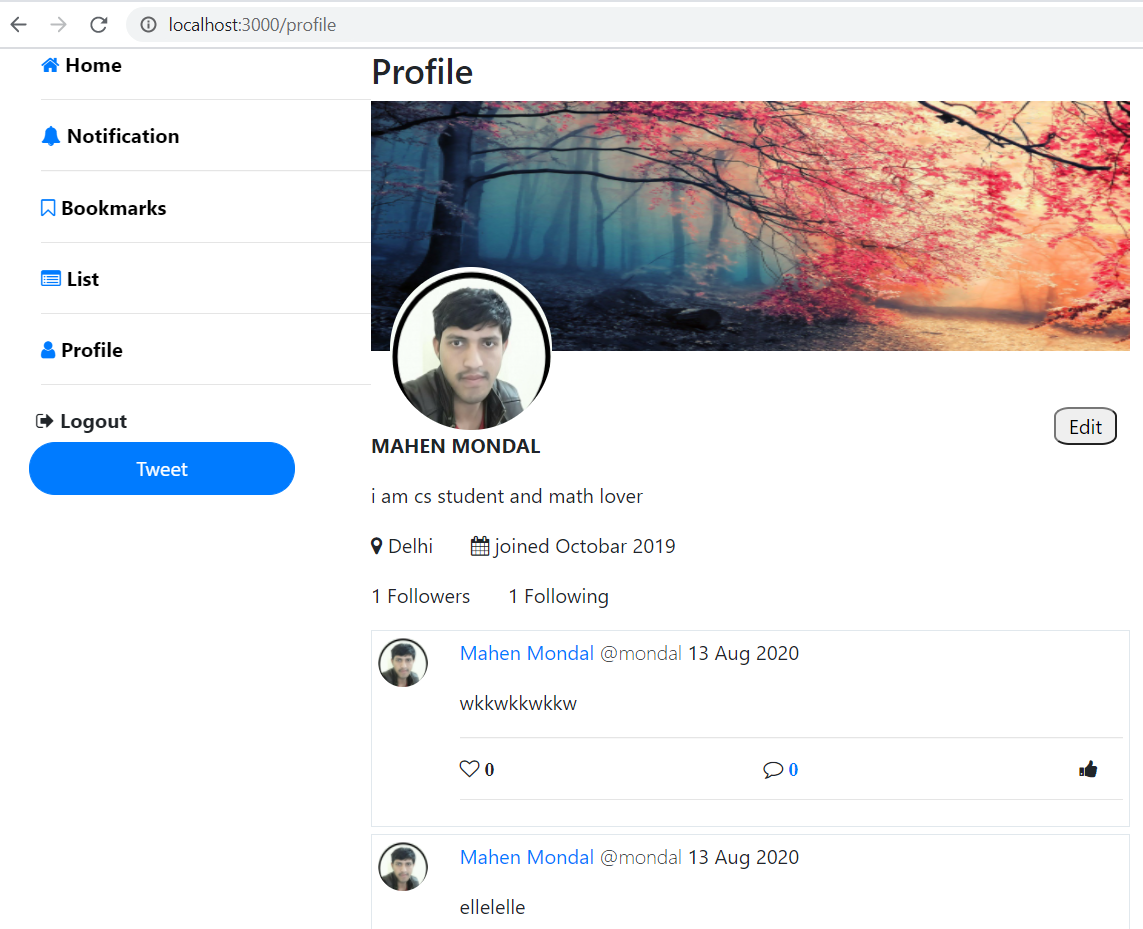 localhost:3000/profile
Home
Notification
Bookmarks
List
Profile
Logout
Tweet
Profile
MAHEN MONDAL
Edit
i am cs student and math lover
Delhi joined Octobar 2019
1 Followers 1 Following
Mahen Mondal @mondal 13 Aug 2020
wkkwkkwkkw
0 0
Mahen Mondal @mondal 13 Aug 2020
ellelelle